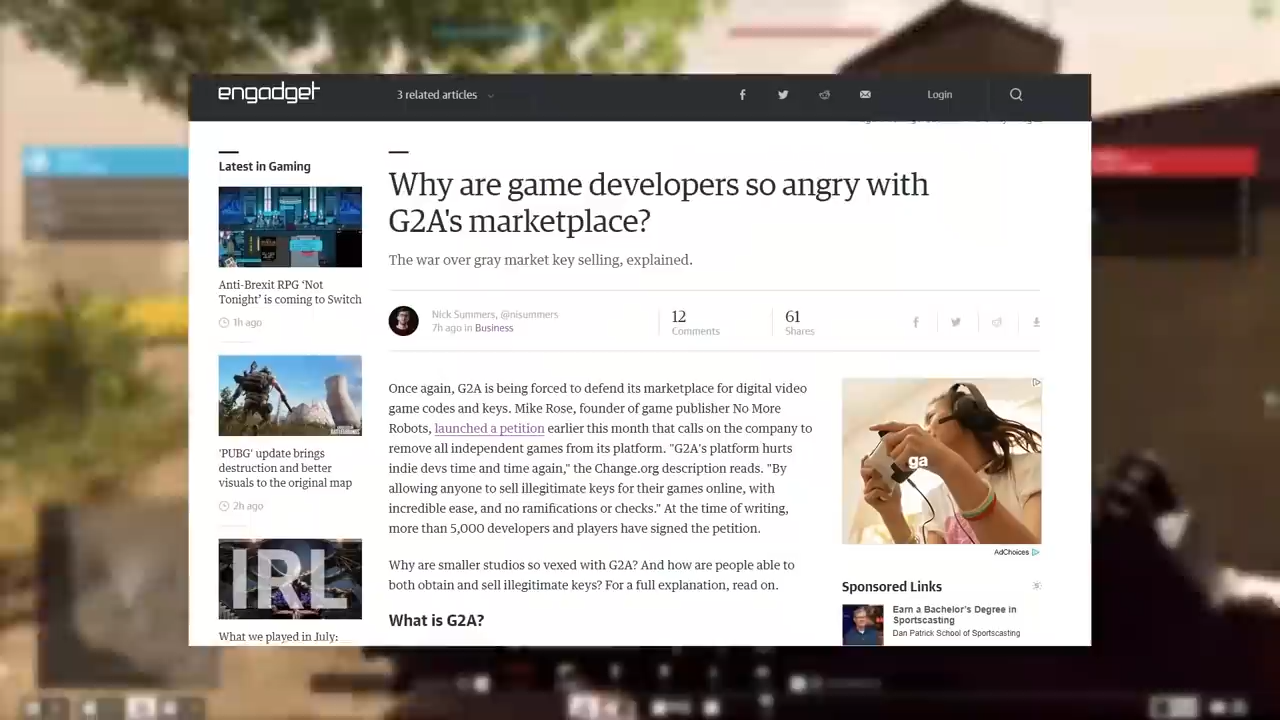 engadget
3 related articles
Login
Latest in Gaming
Anti-Brexit RPG ‘Not
Tonight’ is coming to Switch
1h ago
'PUBG' update brings
destruction and better
visuals to the original map
2h ago
IRL
What we played in July:
Why are game developers so angry with
G2A's marketplace?
The war over gray market key selling, explained.
Nick Summers, @nisummers
7h ago in Business
12
Comments
61
Shares
Once again, G2A is being forced to defend its marketplace for digital video
game codes and keys. Mike Rose, founder of game publisher No More
Robots, launched a petition earlier this month that calls on the company to
remove all independent games from its platform. "G2A's platform hurts
indie devs time and time again," the Change.org description reads. "By
allowing anyone to sell illegitimate keys for their games online, with
incredible ease, and no ramifications or checks." At the time of writing,
more than 5,000 developers and players have signed the petition.
Why are smaller studios so vexed with G2A? And how are people able to
both obtain and sell illegitimate keys? For a full explanation, read on.
What is G2A?
ga
AdChoices
Sponsored Links
Earn a Bachelor's Degree in
Sportscasting
Dan Patrick School of Sportscasting